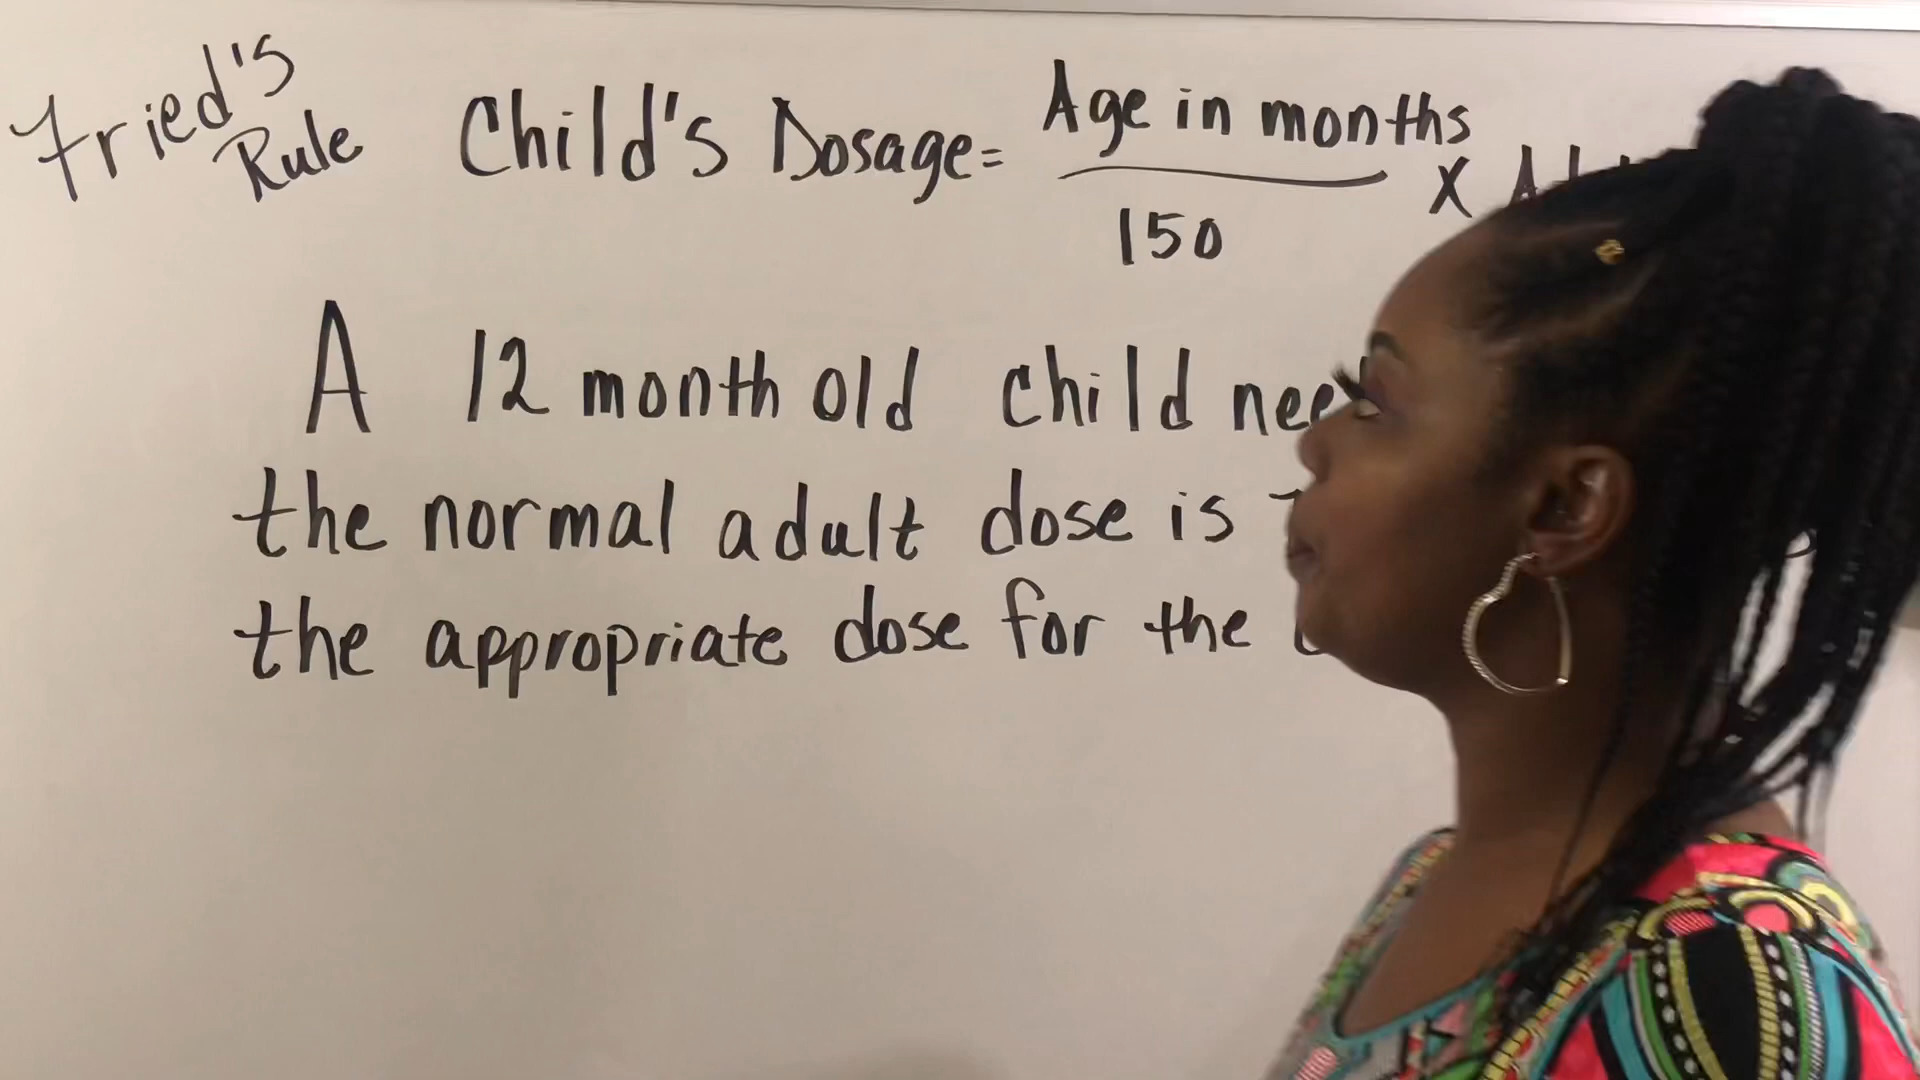 Fried's Rule
Child's Dosage = Age in months
150
X
A 12 month old child
the normal adult dose is
the appropriate dose for the